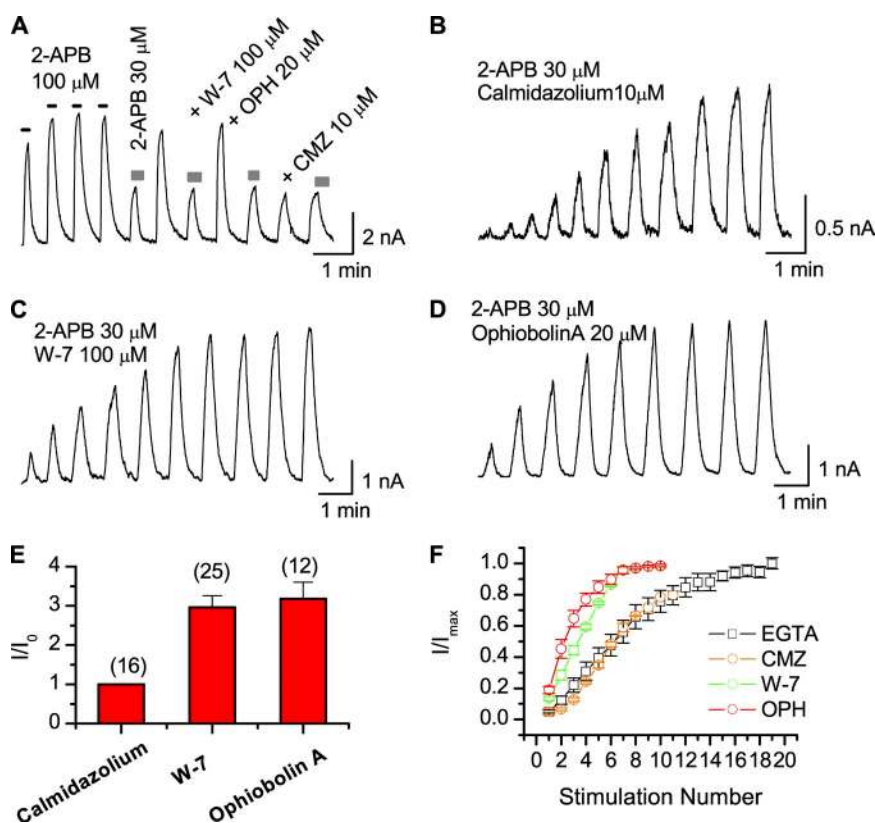 A
2-APB
100 µM
2-APB 30 µM
+ W-7 100 µM
+ OPH 20 µM
+ CMZ 10 µM
2 nA
1 min
B
2-APB 30 µM
Calmidazolium10µM
0.5 nA
1 min
C
2-APB 30 µM
W-7 100 µM
1 nA
1 min
D
2-APB 30 µM
OphiobolinA 20 µM
1 nA
1 min
E
I/I0
4
3
2
1
0
(16)
(25)
(12)
Calmidazolium
W-7
Ophiobolin A
F
I/Imax
1.0
0.8
0.6
0.4
0.2
0.0
EGTA
CMZ
W-7
OPH
0 2 4 6 8 10 12 14 16 18 20
Stimulation Number